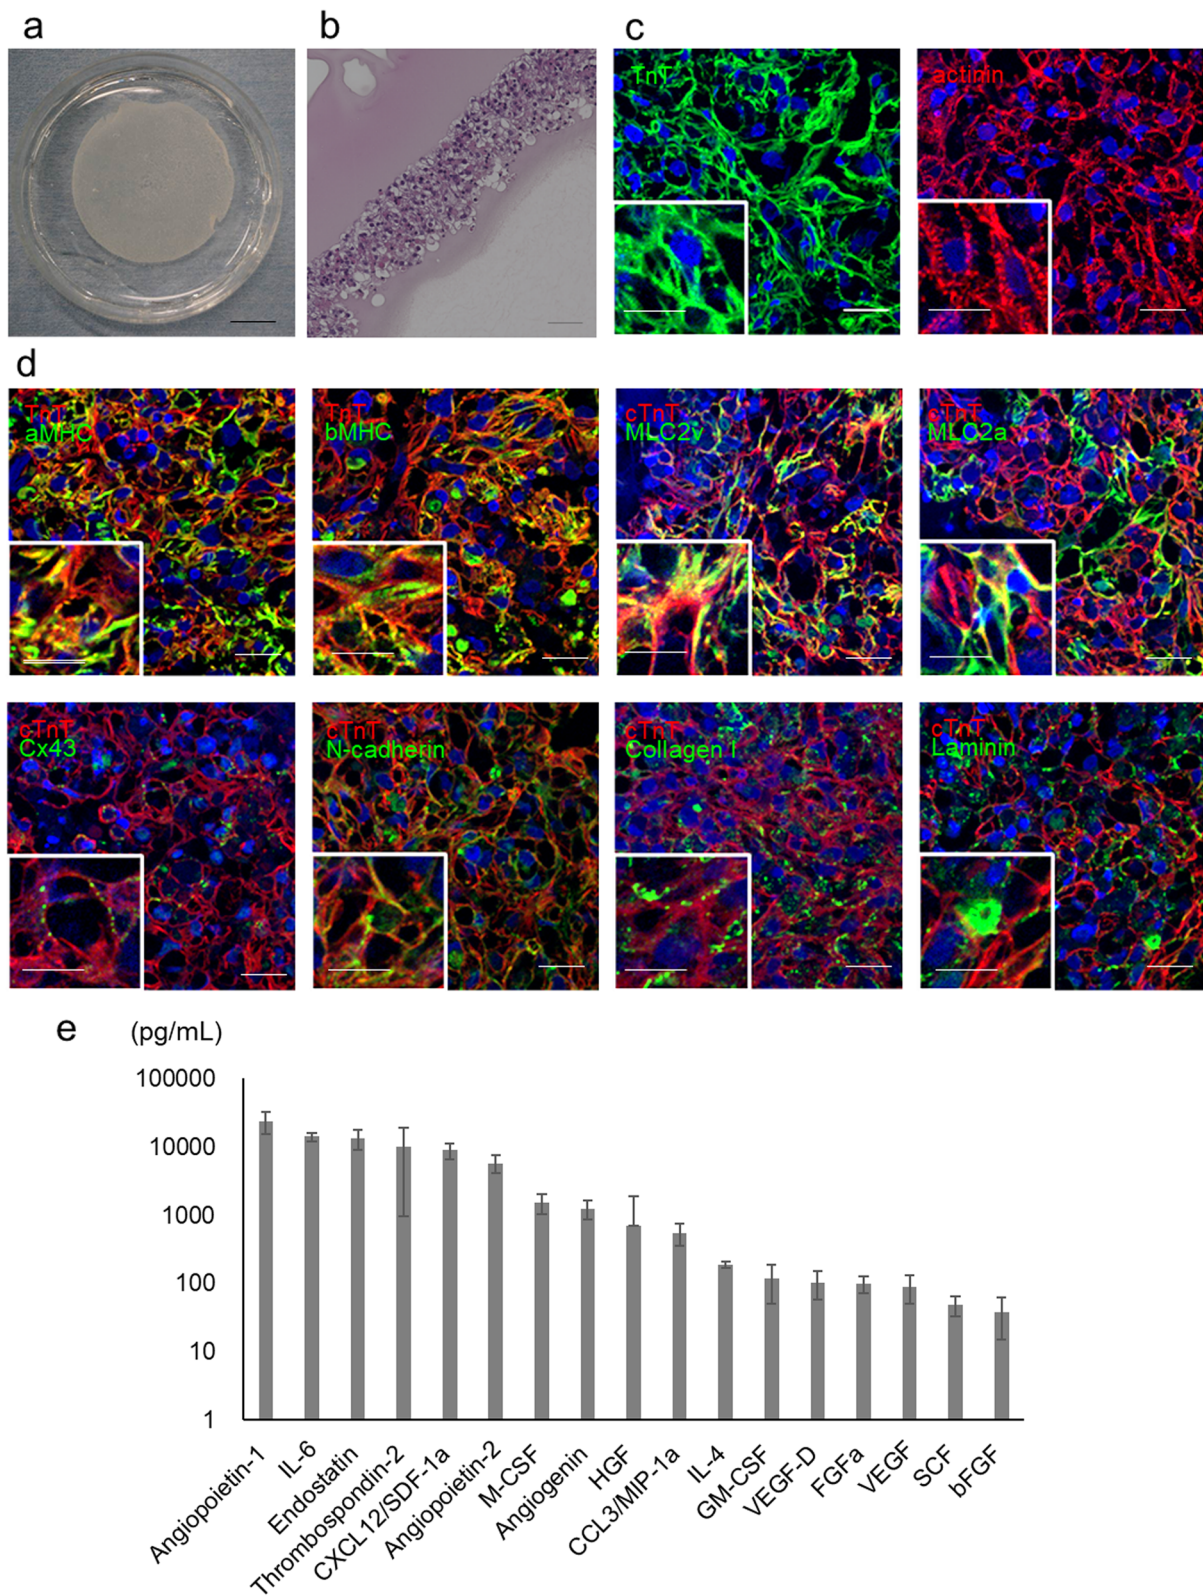 a
b
c
TnT
actinin
d
TnT
aMHC
TnT
bMHC
cTnT
MLC2v
cTnT
MLC2a
cTnT
Cx43
cTnT
N-cadherin
cTnT
Collagen I
cTnT
Laminin
e
(pg/mL)
100000
10000
1000
100
10
1
Angiopoietin-1
IL-6
Endostatin
Thrombospondin-2
CXCL12/SDF-1a
Angiopoietin-2
M-CSF
Angiogenin
HGF
CCL3/MIP-1a
IL-4
GM-CSF
VEGF-D
FGFa
VEGF
SCF
bFGF